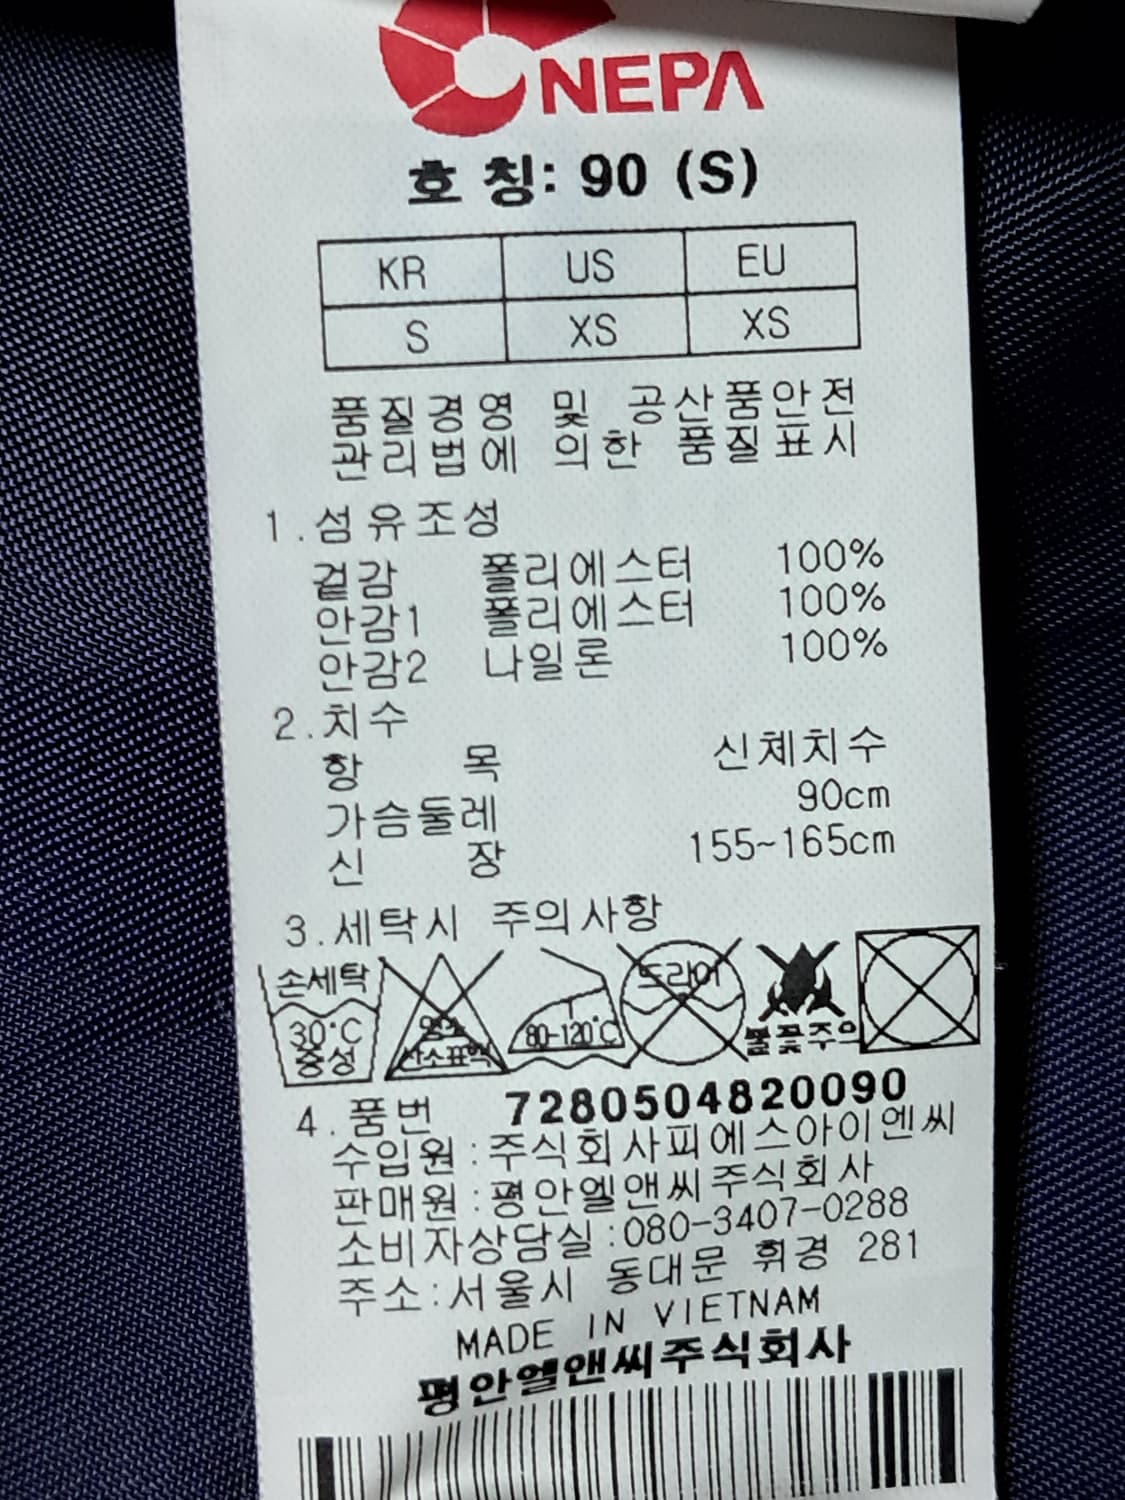 NEPA
호 칭: 90 (S)
KR US EU
S XS XS
품질경영 및 공산품안전
관리법에 의한 품질표시
1.섬유조성
겉감 폴리에스터 100%
안감1 폴리에스터 100%
안감2 나일론 100%
2.치수
항 목 신체치수
가슴둘레 90cm
신 장 155~165cm
3.세탁시 주의사항
손세탁
30°C
중성
염소
산소표백
80-120°C
드라이
불꽃주의
4.품번 7280504820090
수입원:주식회사피에스아이엔씨
판매원:평안엘앤씨주식회사
소비자상담실:080-3407-0288
주소:서울시 동대문 휘경 281
MADE IN VIETNAM
평안엘앤씨주식회사